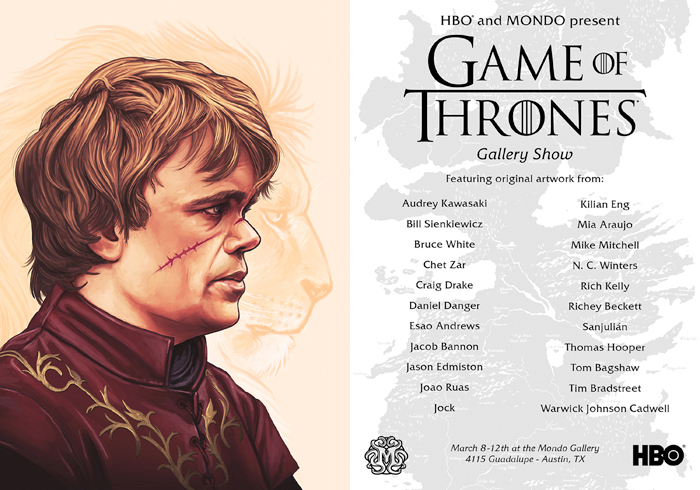 HBO® and MONDO present
GAME OF
THRONES
Gallery Show
Featuring original artwork from:
Audrey Kawasaki
Bill Sienkiewicz
Bruce White
Chet Zar
Craig Drake
Daniel Danger
Esao Andrews
Jacob Bannon
Jason Edmiston
Joao Ruas
Jock
Kilian Eng
Mia Araujo
Mike Mitchell
N. C. Winters
Rich Kelly
Richey Beckett
Sanjulián
Thomas Hooper
Tom Bagshaw
Tim Bradstreet
Warwick Johnson Cadwell
M
March 8-12th at the Mondo Gallery
4115 Guadalupe - Austin, TX
HBO®